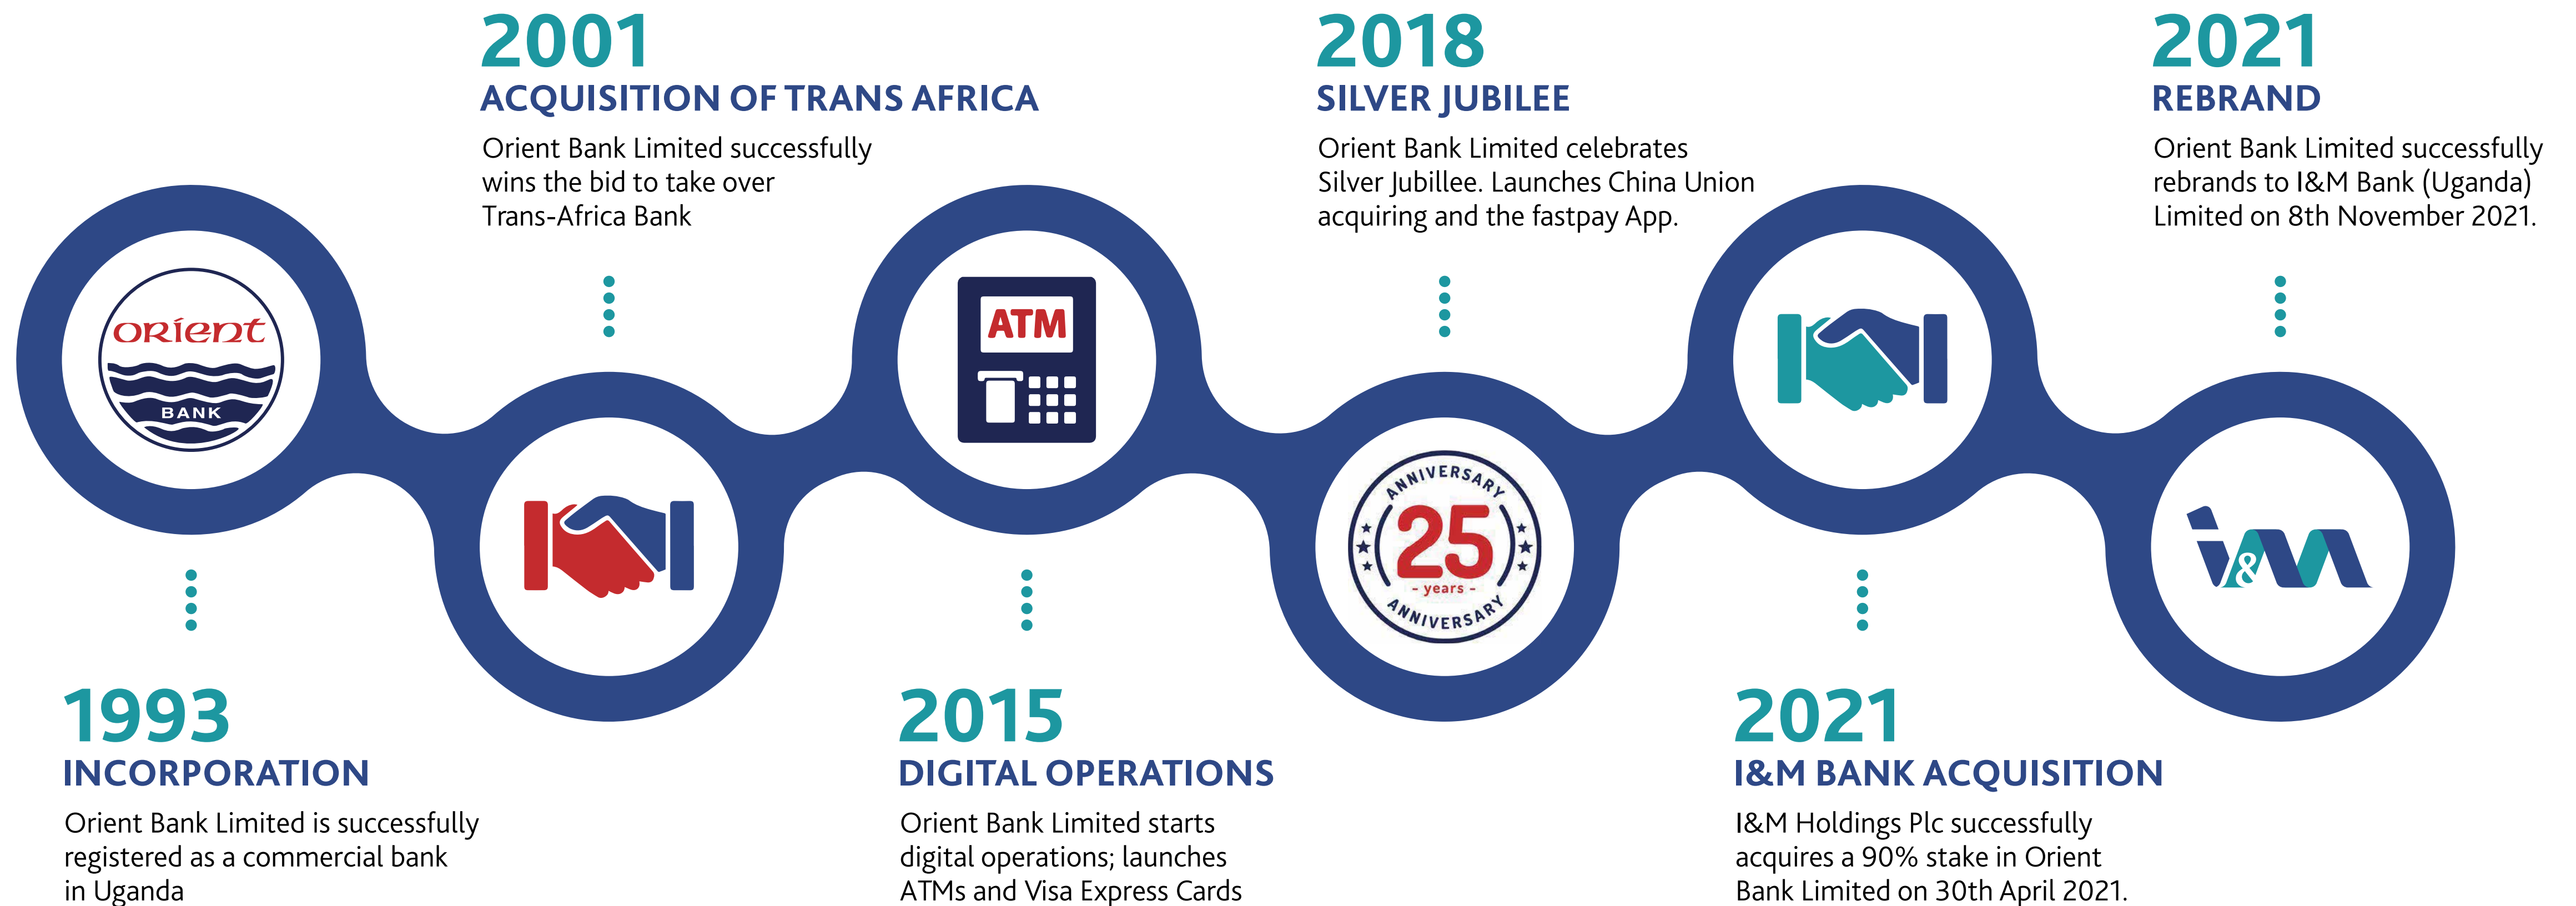 2001
ACQUISITION OF TRANS AFRICA
Orient Bank Limited successfully
wins the bid to take over
Trans-Africa Bank
2018
SILVER JUBILEE
Orient Bank Limited celebrates
Silver Jubillee. Launches China Union
acquiring and the fastpay App.
2021
REBRAND
Orient Bank Limited successfully
rebrands to I&M Bank (Uganda)
Limited on 8th November 2021.
orient
BANK
ATM
ANNIVERSARY
25
- years -
ANNIVERSARY
i&m
1993
INCORPORATION
Orient Bank Limited is successfully
registered as a commercial bank
in Uganda
2015
DIGITAL OPERATIONS
Orient Bank Limited starts
digital operations; launches
ATMs and Visa Express Cards
2021
I&M BANK ACQUISITION
I&M Holdings Plc successfully
acquires a 90% stake in Orient
Bank Limited on 30th April 2021.